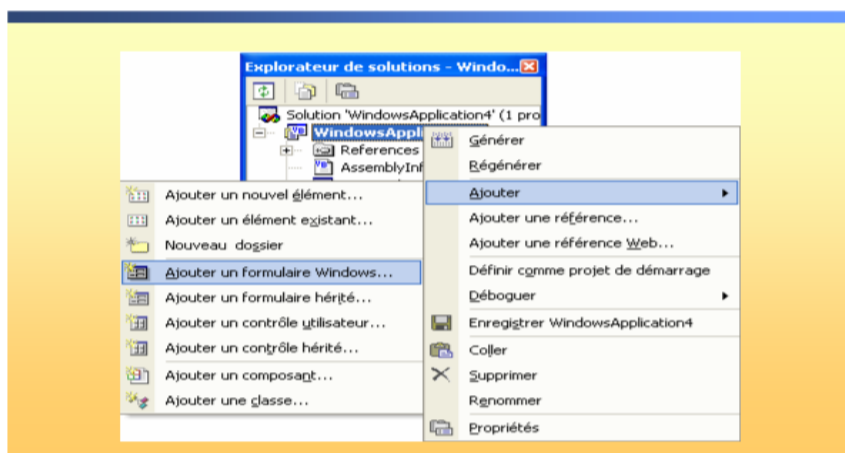 Explorateur de solutions - Windo...
Solution 'WindowsApplication4' (1 pro
WindowsAppli
References
AssemblyInf
Générer
Régénérer
Ajouter
Ajouter une référence...
Ajouter une référence Web...
Définir comme projet de démarrage
Déboguer
Enregistrer WindowsApplication4
Coller
Supprimer
Renommer
Propriétés
Ajouter un nouvel élément...
Ajouter un élément existant...
Nouveau dossier
Ajouter un formulaire Windows...
Ajouter un formulaire hérité...
Ajouter un contrôle utilisateur...
Ajouter un contrôle hérité...
Ajouter un composant...
Ajouter une classe...